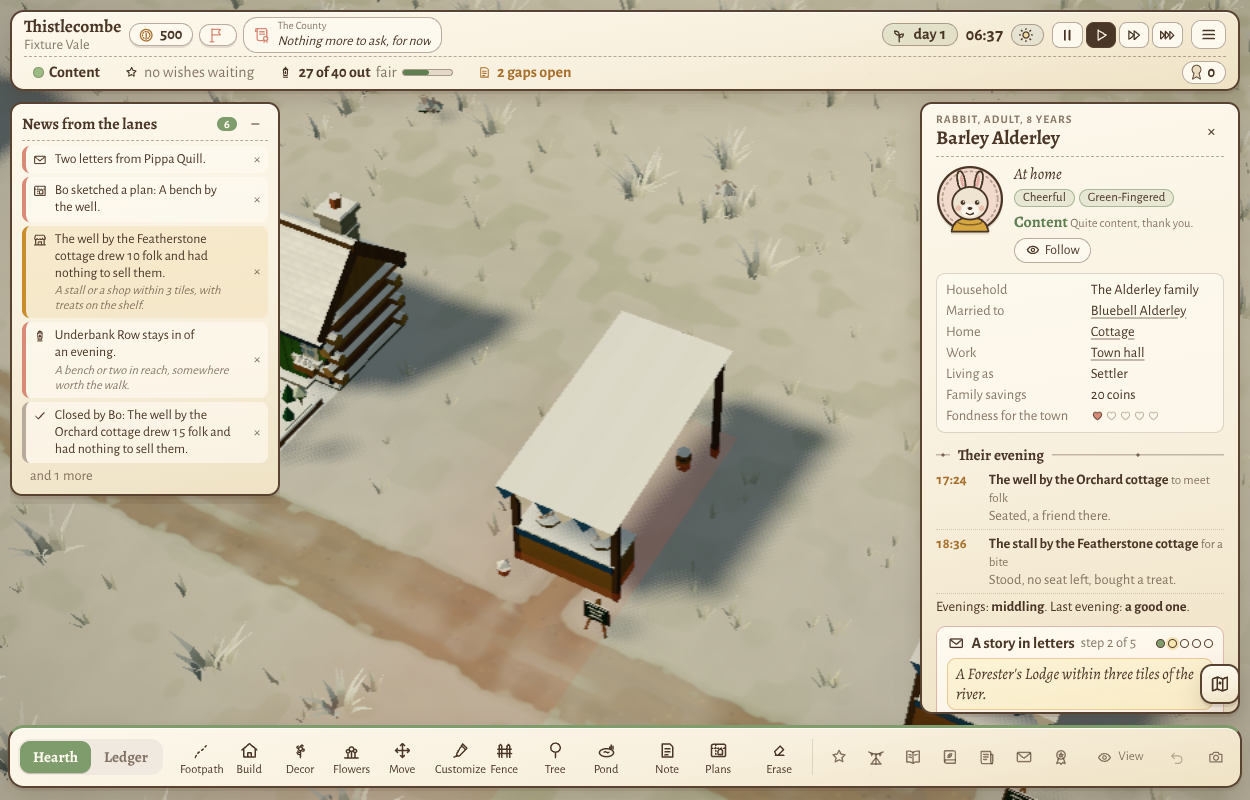 Thistlecombe
Fixture Vale
500
The County
Nothing more to ask, for now
day 1
06:37
Content
no wishes waiting
27 of 40 out fair
2 gaps open
0
News from the lanes
6
Two letters from Pippa Quill.
Bo sketched a plan: A bench by
the well.
The well by the Featherstone
cottage drew 10 folk and had
nothing to sell them.
A stall or a shop within 3 tiles, with
treats on the shelf.
Underbank Row stays in of
an evening.
A bench or two in reach, somewhere
worth the walk.
Closed by Bo: The well by the
Orchard cottage drew 15 folk and
had nothing to sell them.
and 1 more
RABBIT, ADULT, 8 YEARS
Barley Alderley
At home
Cheerful
Green-Fingered
Content Quite content, thank you.
Follow
Household The Alderley family
Married to Bluebell Alderley
Home Cottage
Work Town hall
Living as Settler
Family savings 20 coins
Fondness for the town
Their evening
17:24 The well by the Orchard cottage to meet
folk
Seated, a friend there.
18:36 The stall by the Featherstone cottage for a
bite
Stood, no seat left, bought a treat.
Evenings: middling. Last evening: a good one.
A story in letters step 2 of 5
A Forester's Lodge within three tiles of the
river.
Hearth
Ledger
Footpath
Build
Decor
Flowers
Move
Customize
Fence
Tree
Pond
Note
Plans
Erase
View